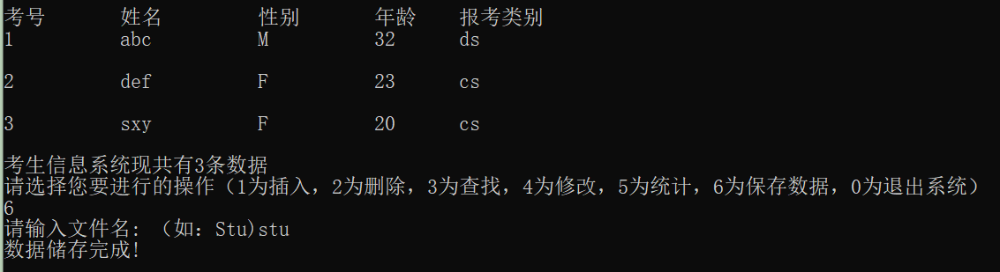 考号 姓名 性别 年龄 报考类别
1 abc M 32 ds
2 def F 23 cs
3 sxy F 20 cs
考生信息系统现共有3条数据
请选择您要进行的操作（1为插入，2为删除，3为查找，4为修改，5为统计，6为保存数据，0为退出系统）
6
请输入文件名: （如：Stu)stu
数据储存完成!